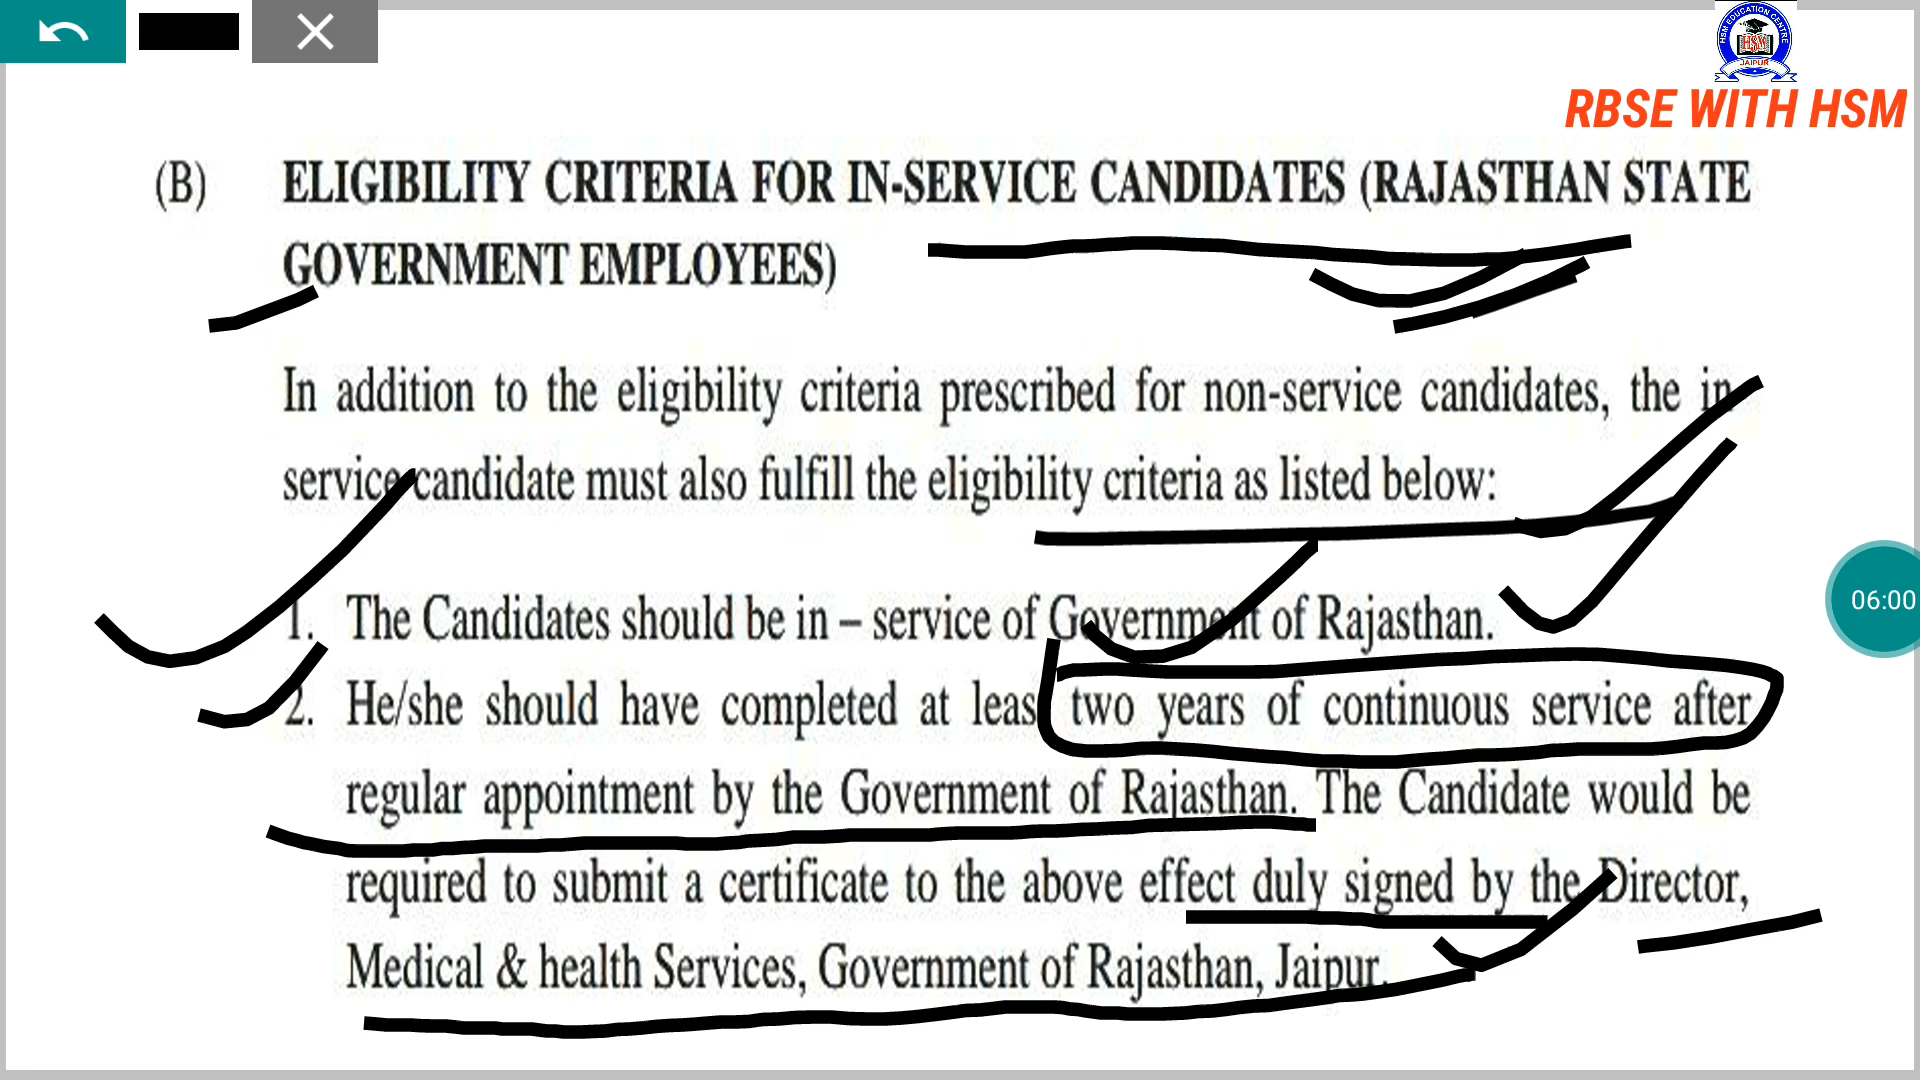 HSM EDUCATION CENTRE
HSM
JAIPUR
RBSE WITH HSM
(B) ELIGIBILITY CRITERIA FOR IN-SERVICE CANDIDATES (RAJASTHAN STATE
GOVERNMENT EMPLOYEES)
In addition to the eligibility criteria prescribed for non-service candidates, the in
service candidate must also fulfill the eligibility criteria as listed below:
1. The Candidates should be in – service of Government of Rajasthan.
2. He/she should have completed at least two years of continuous service after
regular appointment by the Government of Rajasthan. The Candidate would be
required to submit a certificate to the above effect duly signed by the Director,
Medical & health Services, Government of Rajasthan, Jaipur.
06:00